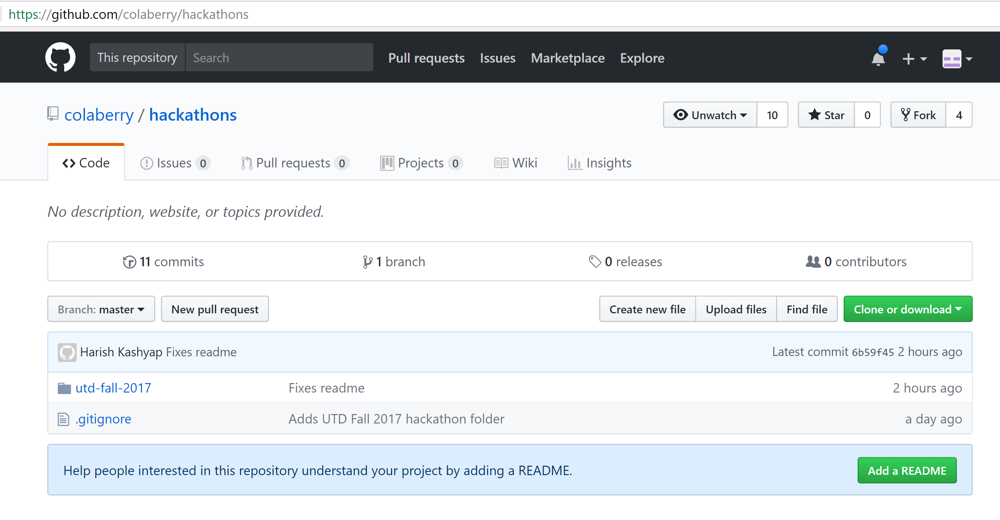 https://github.com/colaberry/hackathons
This repository Search Pull requests Issues Marketplace Explore
colaberry / hackathons Unwatch 10 Star 0 Fork 4
Code Issues 0 Pull requests 0 Projects 0 Wiki Insights
No description, website, or topics provided.
11 commits 1 branch 0 releases 0 contributors
Branch: master New pull request Create new file Upload files Find file Clone or download
Harish Kashyap Fixes readme Latest commit 6b59f45 2 hours ago
utd-fall-2017 Fixes readme 2 hours ago
.gitignore Adds UTD Fall 2017 hackathon folder a day ago
Help people interested in this repository understand your project by adding a README. Add a README